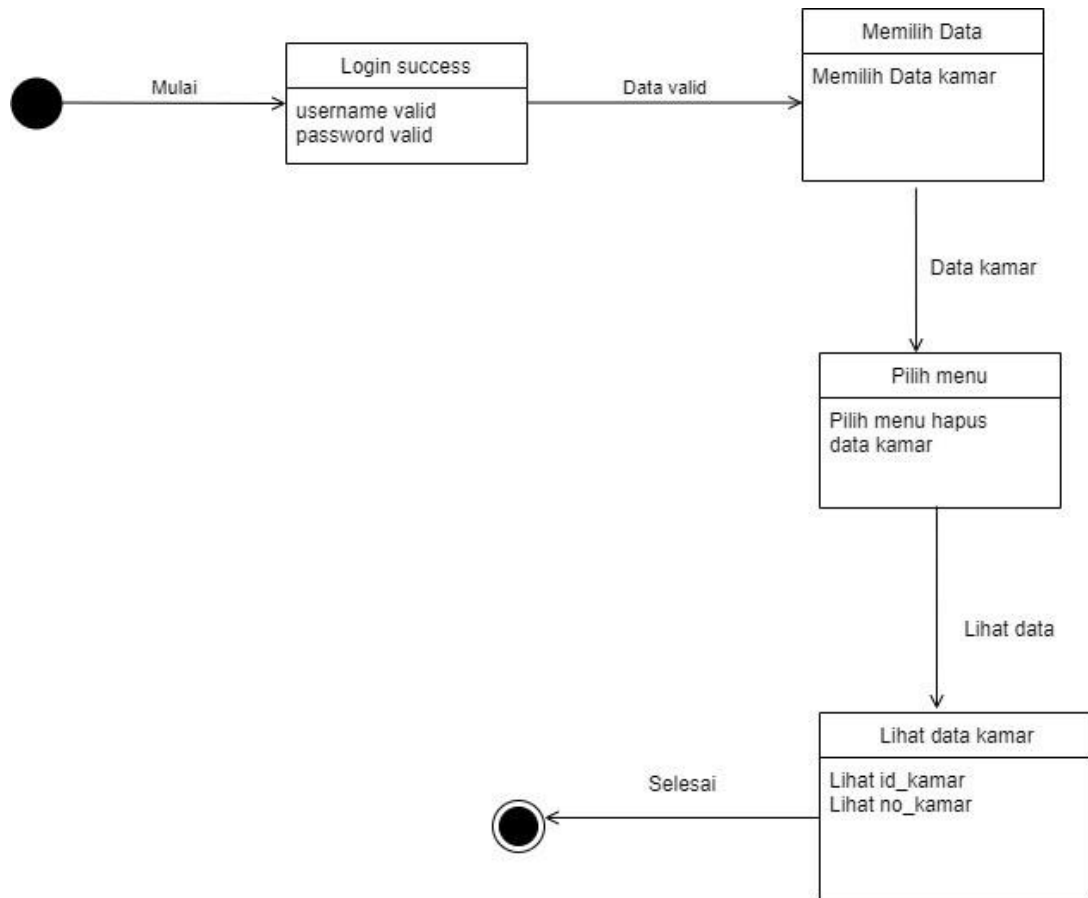 Mulai
Login success
username valid
password valid
Data valid
Memilih Data
Memilih Data kamar
Data kamar
Pilih menu
Pilih menu hapus
data kamar
Lihat data
Lihat data kamar
Lihat id_kamar
Lihat no_kamar
Selesai